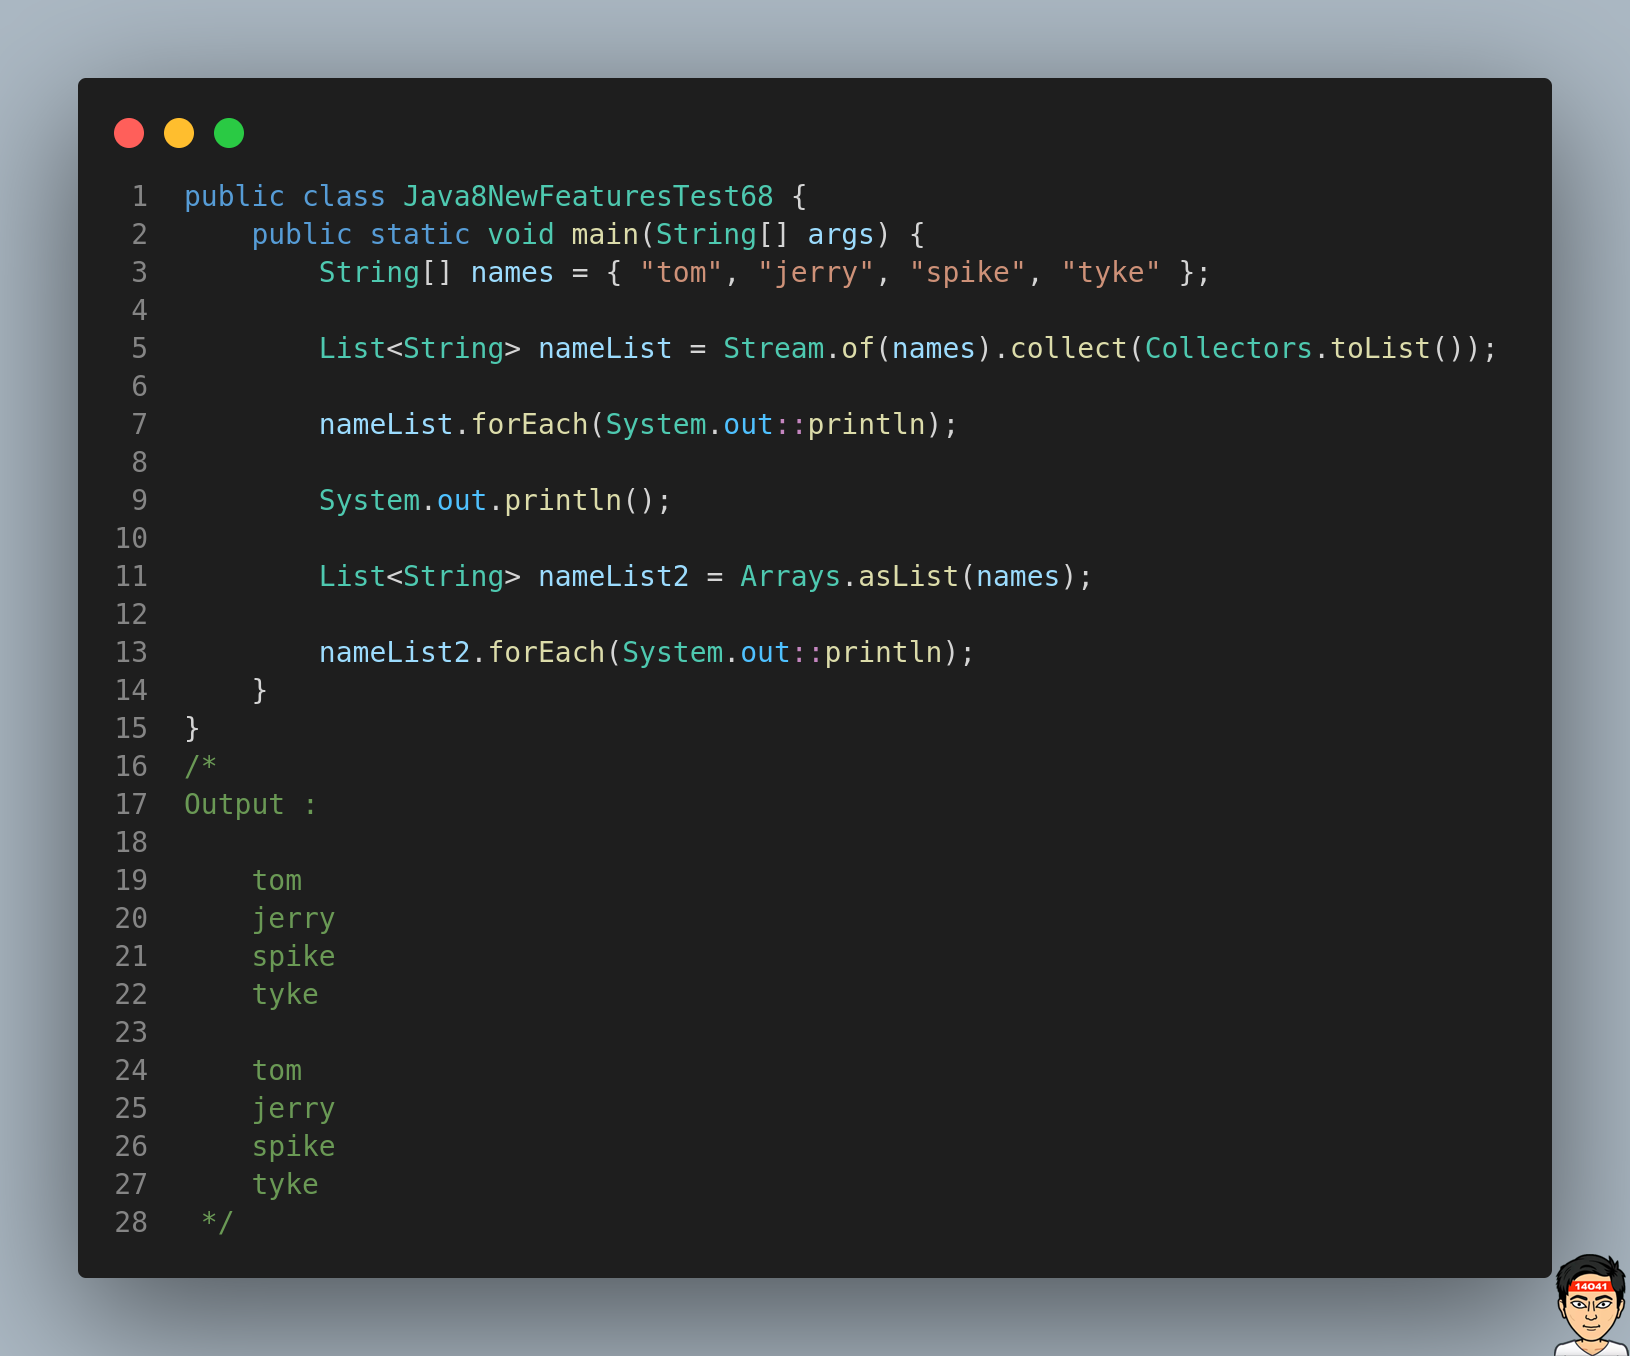 1 public class Java8NewFeaturesTest68 {
2     public static void main(String[] args) {
3         String[] names = { "tom", "jerry", "spike", "tyke" };
4
5         List<String> nameList = Stream.of(names).collect(Collectors.toList());
6
7         nameList.forEach(System.out::println);
8
9         System.out.println();
10
11         List<String> nameList2 = Arrays.asList(names);
12
13         nameList2.forEach(System.out::println);
14     }
15 }
16 /*
17 Output :
18
19     tom
20     jerry
21     spike
22     tyke
23
24     tom
25     jerry
26     spike
27     tyke
28  */
14041